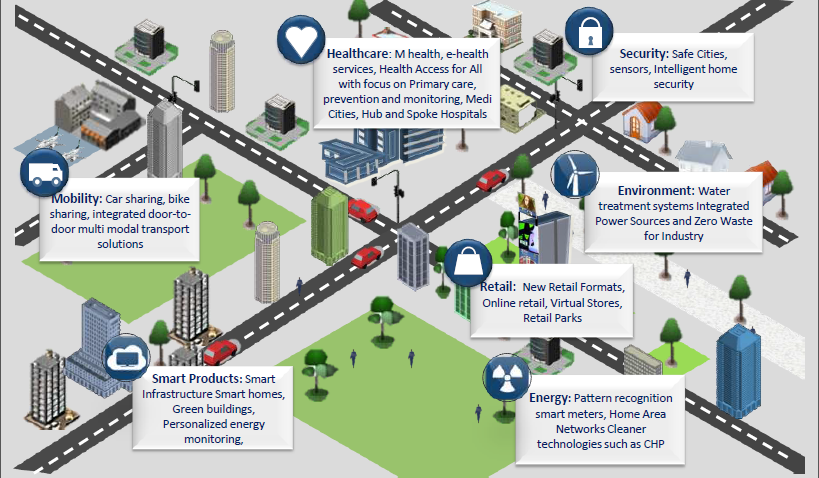 Healthcare: M health, e-health
services, Health Access for All
with focus on Primary care,
prevention and monitoring, Medi
Cities, Hub and Spoke Hospitals
Security: Safe Cities,
sensors, Intelligent home
security
Mobility: Car sharing, bike
sharing, integrated door-to-
door multi modal transport
solutions
Environment: Water
treatment systems Integrated
Power Sources and Zero Waste
for Industry
Retail: New Retail Formats,
Online retail, Virtual Stores,
Retail Parks
Smart Products: Smart
Infrastructure Smart homes,
Green buildings,
Personalized energy
monitoring,
Energy: Pattern recognition
smart meters, Home Area
Networks Cleaner
technologies such as CHP